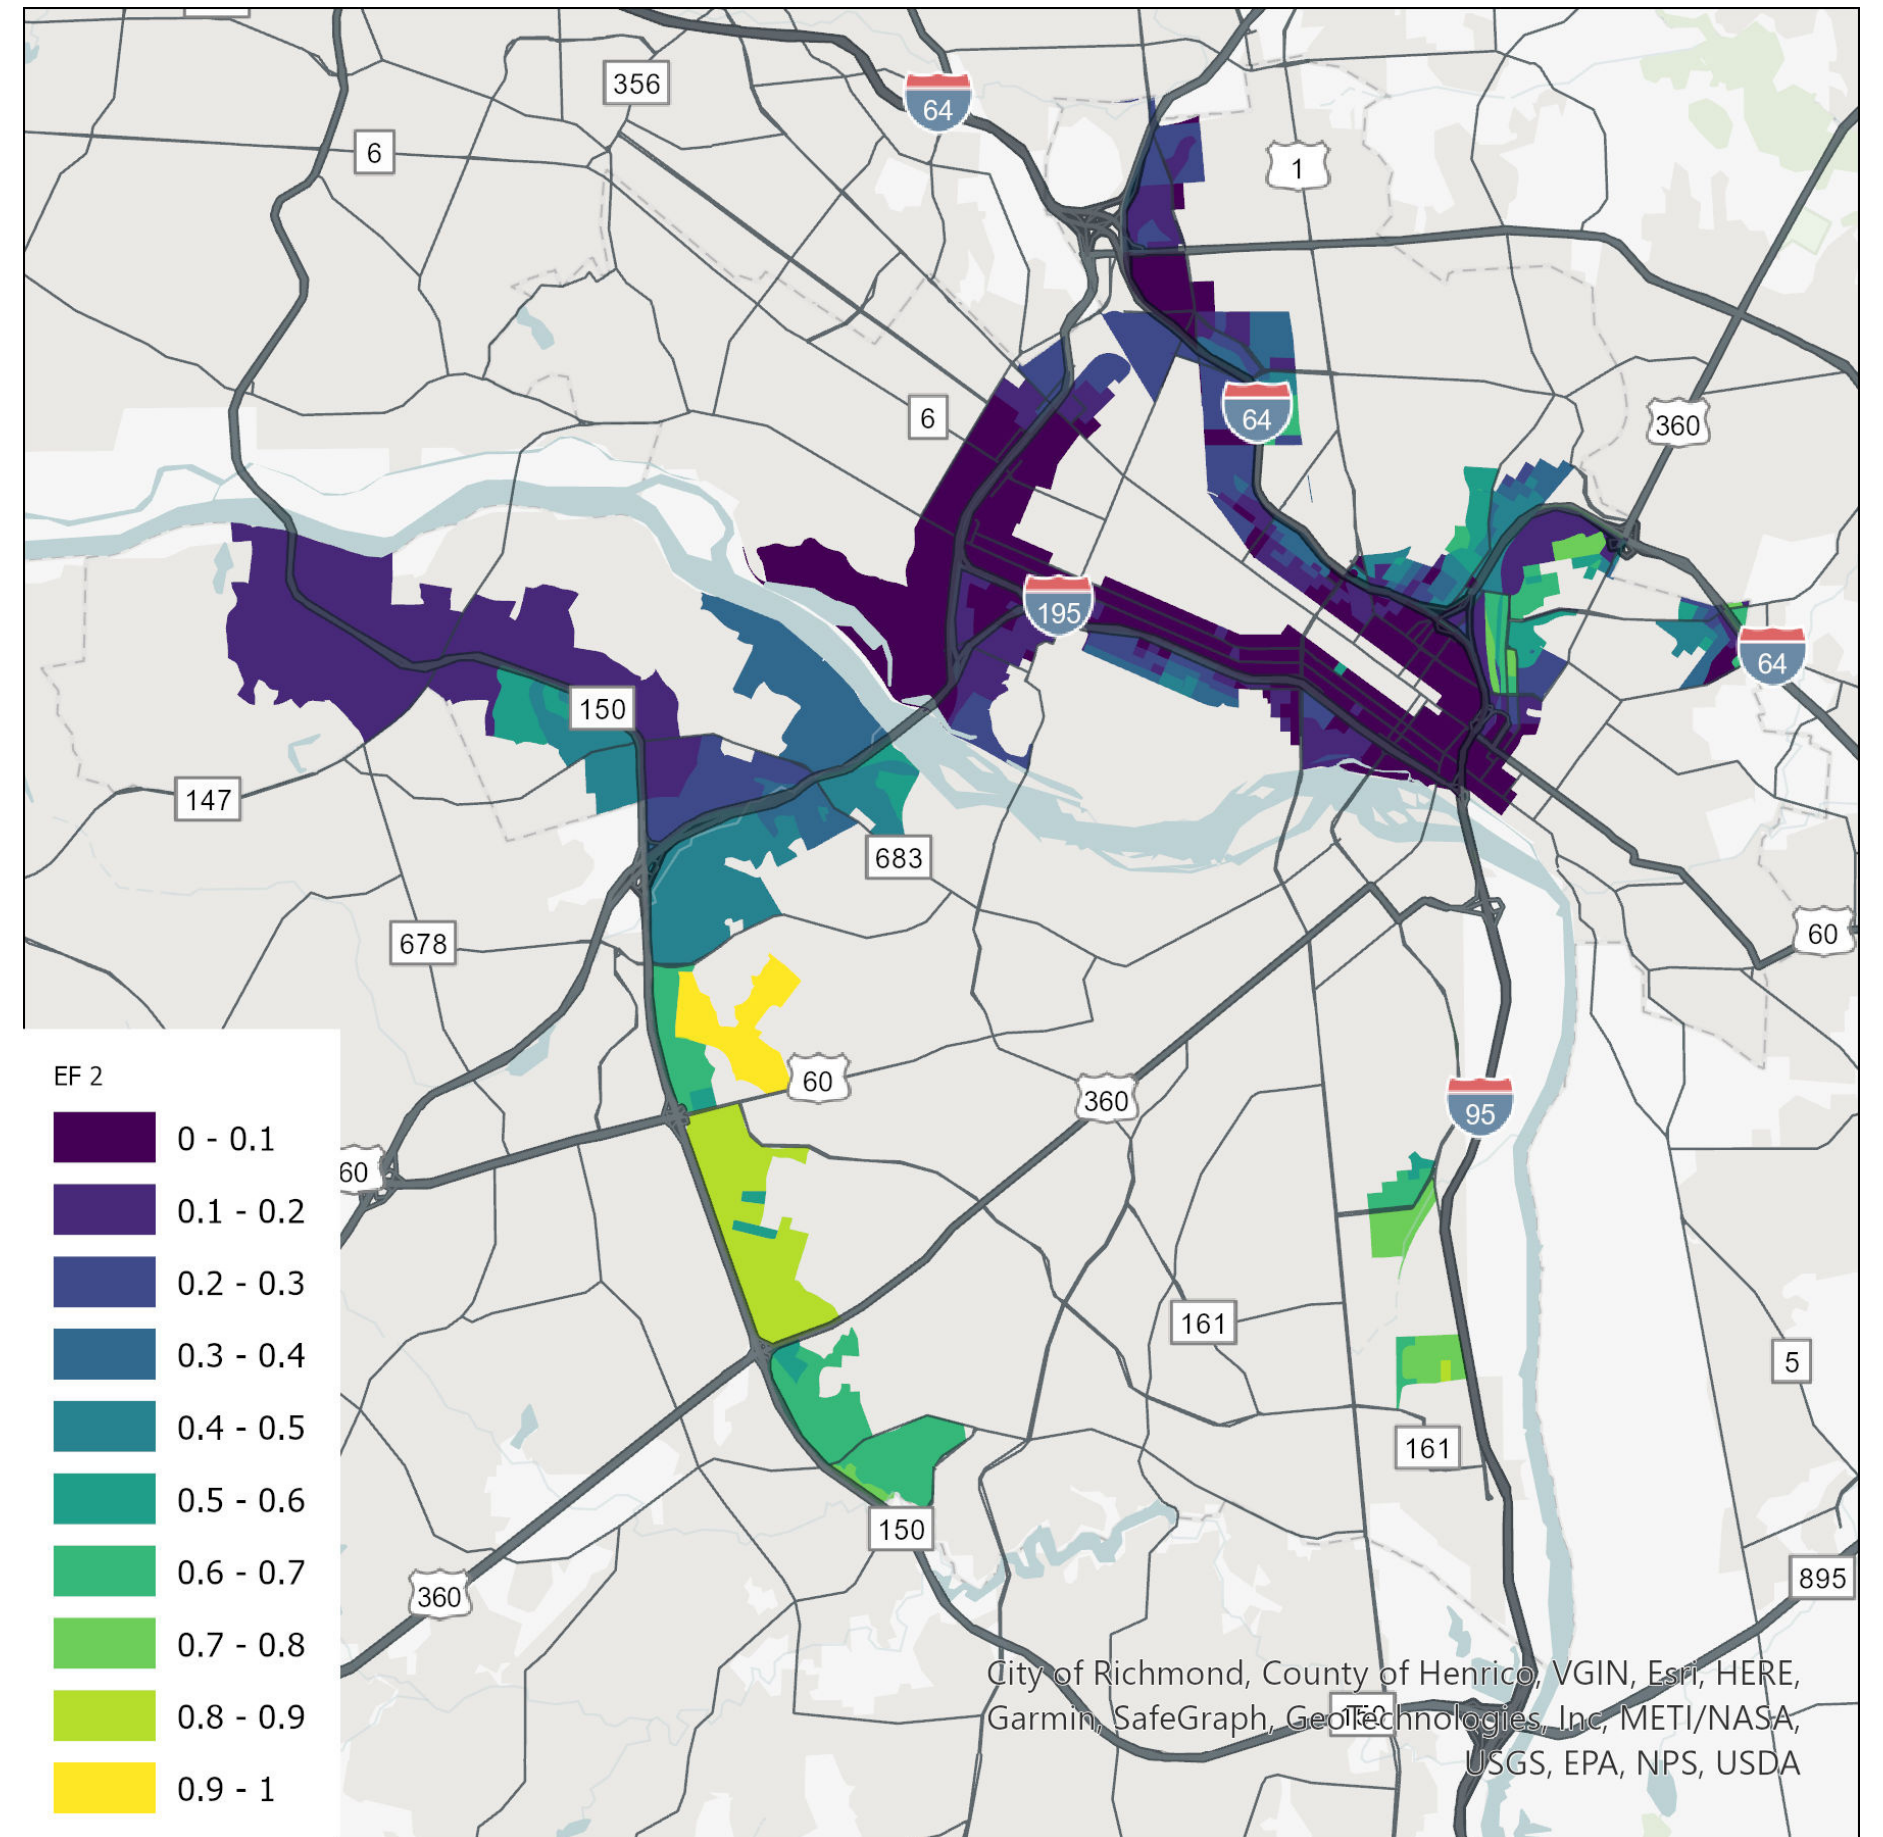 64
356
6
1
64
360
6
195
64
150
147
683
678
60
60
360
95
60
161
5
161
150
360
895
150
EF 2
0 - 0.1
0.1 - 0.2
0.2 - 0.3
0.3 - 0.4
0.4 - 0.5
0.5 - 0.6
0.6 - 0.7
0.7 - 0.8
0.8 - 0.9
0.9 - 1
City of Richmond, County of Henrico, VGIN, Esri, HERE,
Garmin, SafeGraph, GeoTechnologies, Inc, METI/NASA,
USGS, EPA, NPS, USDA